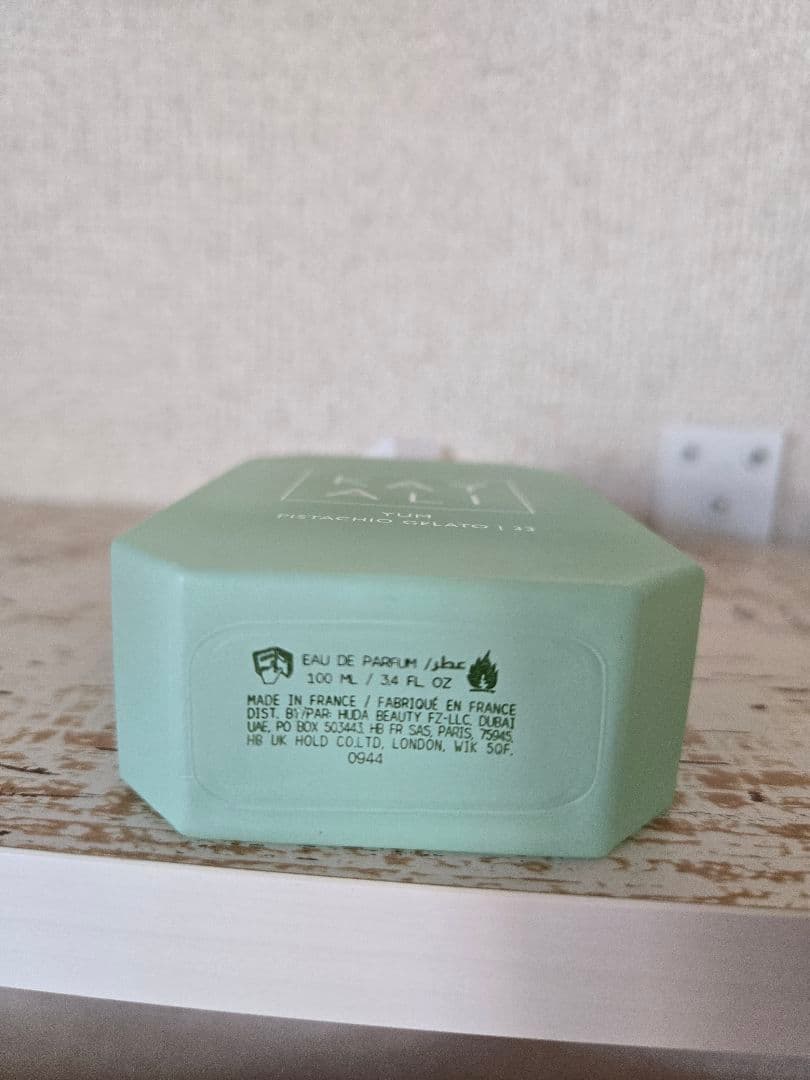 KAY
ALI
YUM
PISTACHIO GELATO | 33
EAU DE PARFUM / عطر
100 ML / 3.4 FL OZ
MADE IN FRANCE / FABRIQUÉ EN FRANCE
DIST. BY/PAR: HUDA BEAUTY FZ-LLC, DUBAI
UAE, PO BOX 503443. HB FR SAS, PARIS, 75945.
HB UK HOLD CO.LTD, LONDON, W1K 5QF.
0944